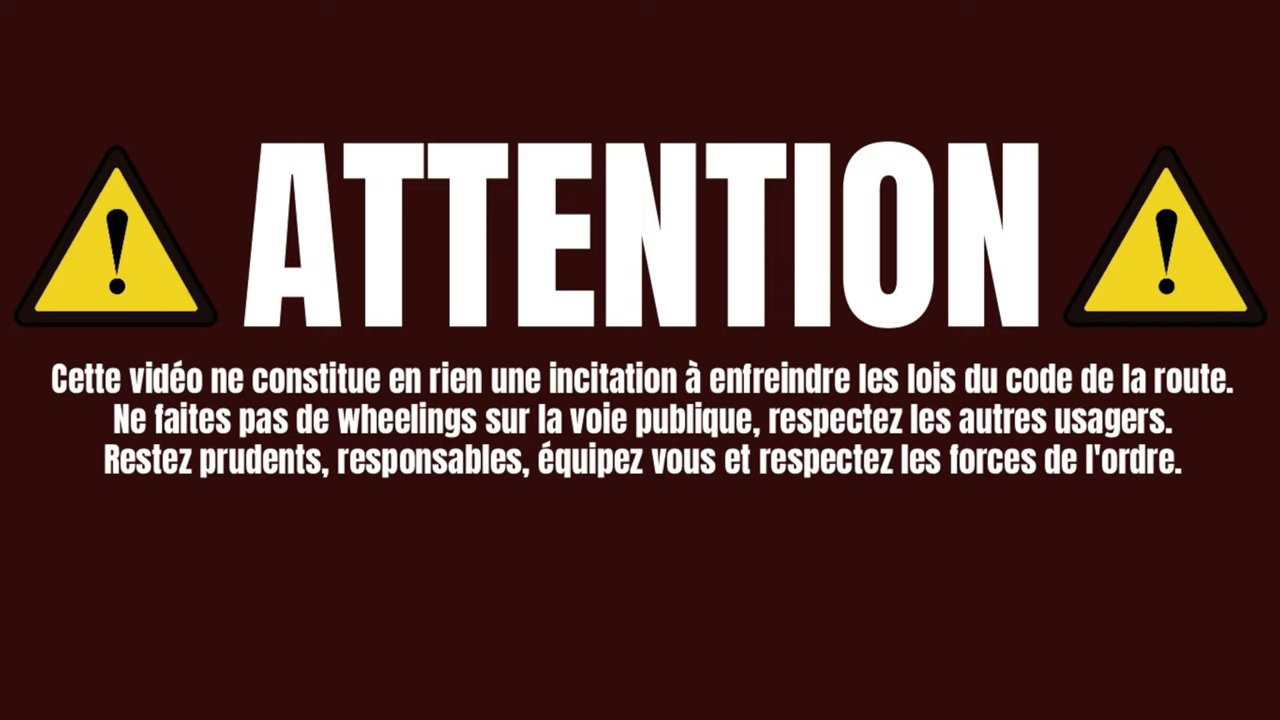 ATTENTION
Cette vidéo ne constitue en rien une incitation à enfreindre les lois du code de la route.
Ne faites pas de wheelings sur la voie publique, respectez les autres usagers.
Restez prudents, responsables, équipez vous et respectez les forces de l'ordre.